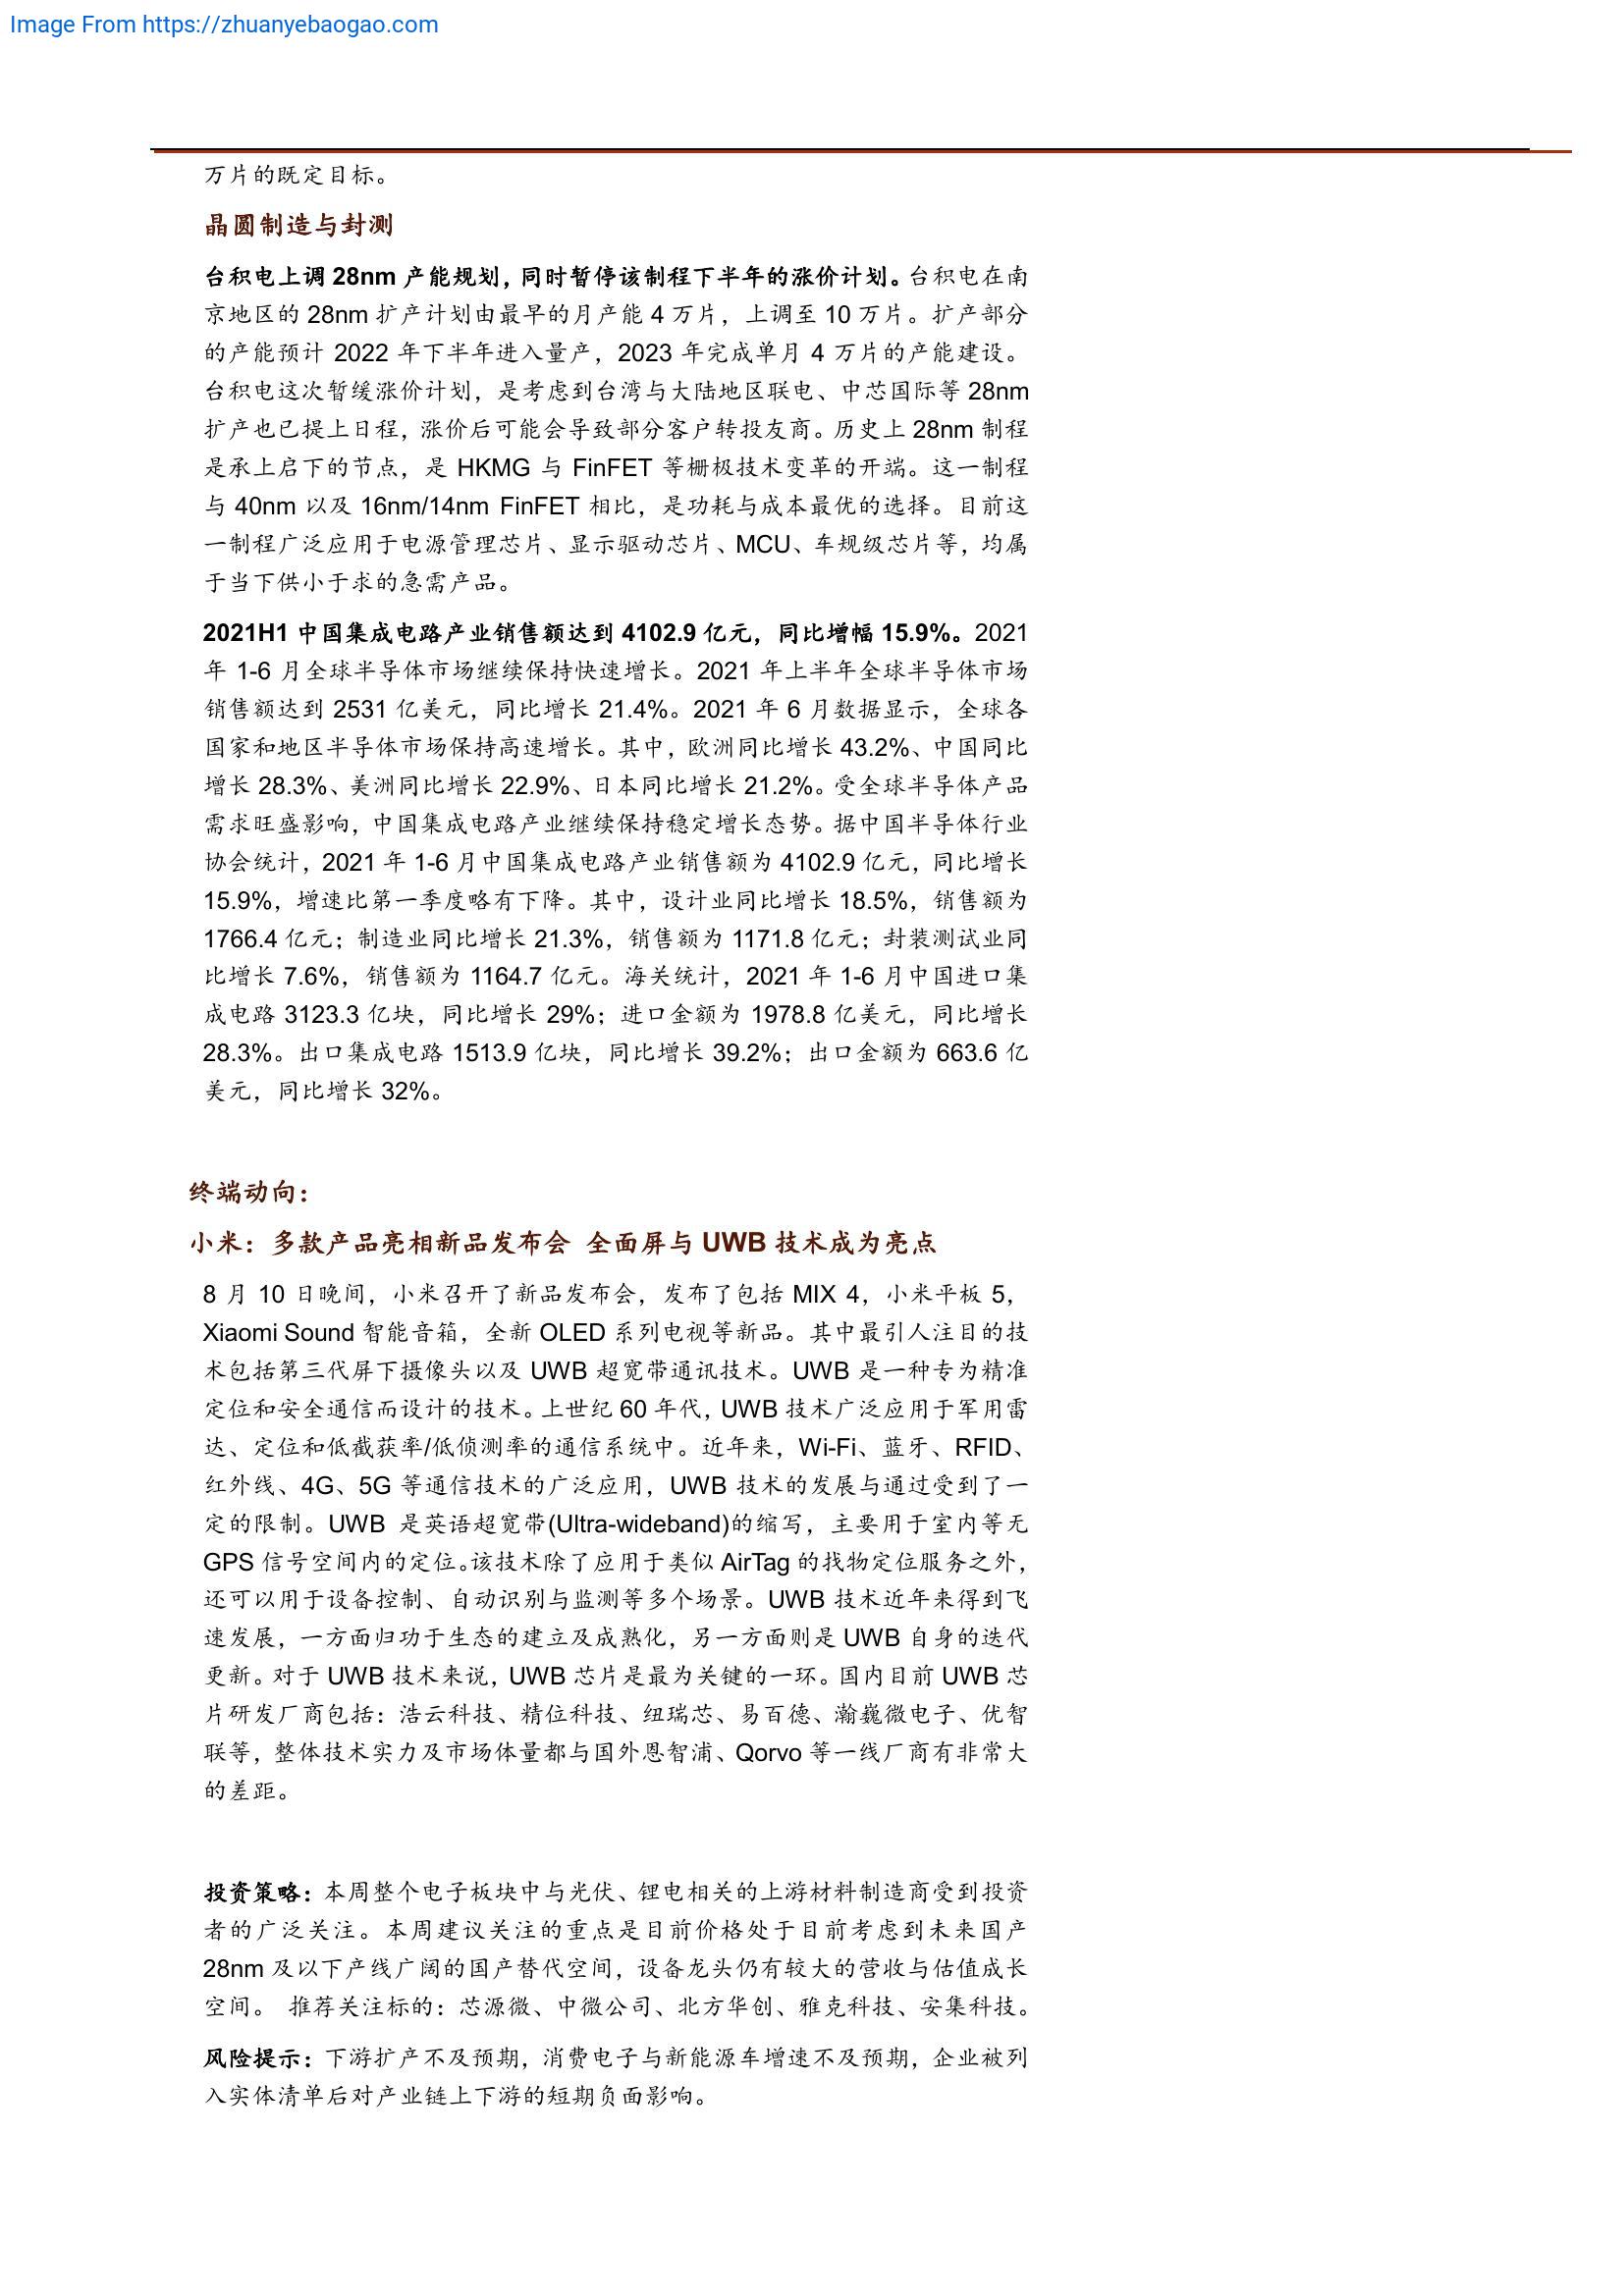 Image From https://zhuanyebaogao.com
万片的既定目标。
晶圆制造与封测
台积电上调 28nm 产能规划，同时暂停该制程下半年的涨价计划。台积电在南
京地区的 28nm 扩产计划由最早的月产能 4 万片，上调至 10 万片。扩产部分
的产能预计 2022 年下半年进入量产，2023 年完成单月 4 万片的产能建设。
台积电这次暂缓涨价计划，是考虑到台湾与大陆地区联电、中芯国际等 28nm
扩产也已提上日程，涨价后可能会导致部分客户转投友商。历史上 28nm 制程
是承上启下的节点，是 HKMG 与 FinFET 等栅极技术变革的开端。这一制程
与 40nm 以及 16nm/14nm FinFET 相比，是功耗与成本最优的选择。目前这
一制程广泛应用于电源管理芯片、显示驱动芯片、MCU、车规级芯片等，均属
于当下供小于求的急需产品。
2021H1 中国集成电路产业销售额达到 4102.9 亿元，同比增幅 15.9%。2021
年 1-6 月全球半导体市场继续保持快速增长。2021 年上半年全球半导体市场
销售额达到 2531 亿美元，同比增长 21.4%。2021 年 6 月数据显示，全球各
国家和地区半导体市场保持高速增长。其中，欧洲同比增长 43.2%、中国同比
增长 28.3%、美洲同比增长 22.9%、日本同比增长 21.2%。受全球半导体产品
需求旺盛影响，中国集成电路产业继续保持稳定增长态势。据中国半导体行业
协会统计，2021 年 1-6 月中国集成电路产业销售额为 4102.9 亿元，同比增长
15.9%，增速比第一季度略有下降。其中，设计业同比增长 18.5%，销售额为
1766.4 亿元；制造业同比增长 21.3%，销售额为 1171.8 亿元；封装测试业同
比增长 7.6%，销售额为 1164.7 亿元。海关统计，2021 年 1-6 月中国进口集
成电路 3123.3 亿块，同比增长 29%；进口金额为 1978.8 亿美元，同比增长
28.3%。出口集成电路 1513.9 亿块，同比增长 39.2%；出口金额为 663.6 亿
美元，同比增长 32%。
终端动向：
小米：多款产品亮相新品发布会 全面屏与 UWB 技术成为亮点
8 月 10 日晚间，小米召开了新品发布会，发布了包括 MIX 4，小米平板 5，
Xiaomi Sound 智能音箱，全新 OLED 系列电视等新品。其中最引人注目的技
术包括第三代屏下摄像头以及 UWB 超宽带通讯技术。UWB 是一种专为精准
定位和安全通信而设计的技术。上世纪 60 年代，UWB 技术广泛应用于军用雷
达、定位和低截获率/低侦测率的通信系统中。近年来，Wi-Fi、蓝牙、RFID、
红外线、4G、5G 等通信技术的广泛应用，UWB 技术的发展与通过受到了一
定的限制。UWB 是英语超宽带(Ultra-wideband)的缩写，主要用于室内等无
GPS 信号空间内的定位。该技术除了应用于类似 AirTag 的找物定位服务之外，
还可以用于设备控制、自动识别与监测等多个场景。UWB 技术近年来得到飞
速发展，一方面归功于生态的建立及成熟化，另一方面则是 UWB 自身的迭代
更新。对于 UWB 技术来说，UWB 芯片是最为关键的一环。国内目前 UWB 芯
片研发厂商包括：浩云科技、精位科技、纽瑞芯、易百德、瀚巍微电子、优智
联等，整体技术实力及市场体量都与国外恩智浦、Qorvo 等一线厂商有非常大
的差距。
投资策略：本周整个电子板块中与光伏、锂电相关的上游材料制造商受到投资
者的广泛关注。本周建议关注的重点是目前价格处于目前考虑到未来国产
28nm 及以下产线广阔的国产替代空间，设备龙头仍有较大的营收与估值成长
空间。 推荐关注标的：芯源微、中微公司、北方华创、雅克科技、安集科技。
风险提示：下游扩产不及预期，消费电子与新能源车增速不及预期，企业被列
入实体清单后对产业链上下游的短期负面影响。